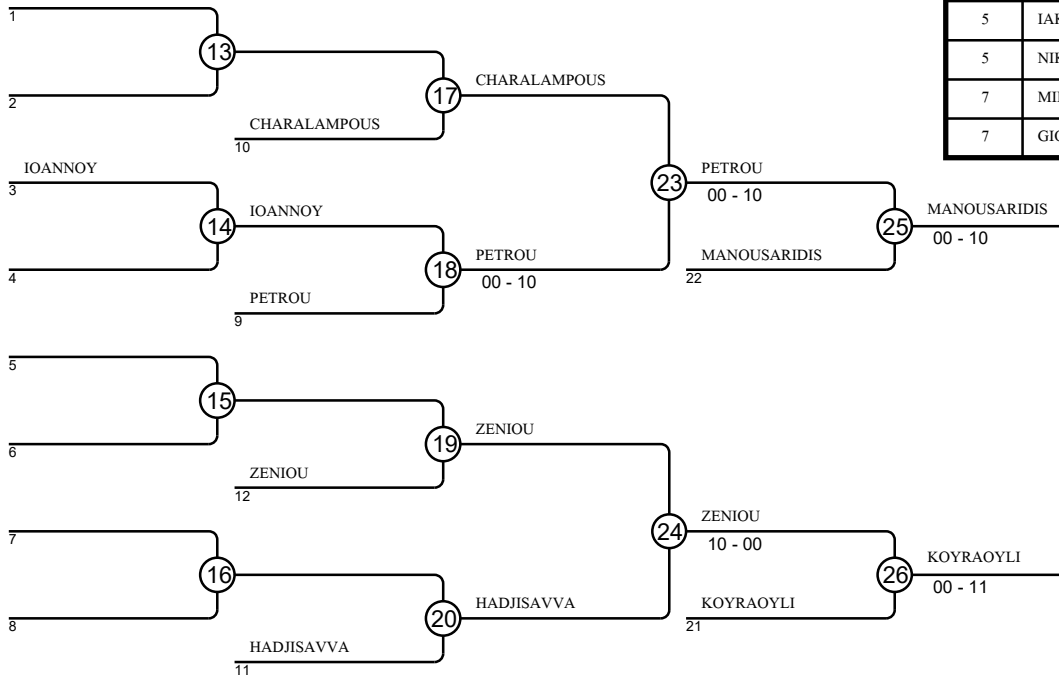 1
13
2
CHARALAMPOUS
10
17
CHARALAMPOUS
IOANNOY
3
14
4
IOANNOY
PETROU
9
18
PETROU
00 - 10
23
PETROU
00 - 10
MANOUSARIDIS
22
25
MANOUSARIDIS
00 - 10
5
15
6
ZENIOU
12
19
ZENIOU
7
16
8
HADJISAVVA
11
20
HADJISAVVA
24
ZENIOU
10 - 00
KOYRAOYLI
21
26
KOYRAOYLI
00 - 11
5
5
7
7